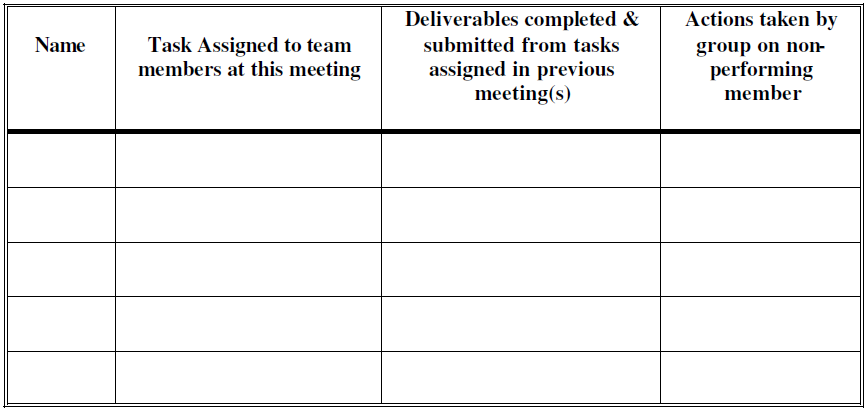 Name
Task Assigned to team
members at this meeting
Deliverables completed &
submitted from tasks
assigned in previous
meeting(s)
Actions taken by
group on non-
performing
member